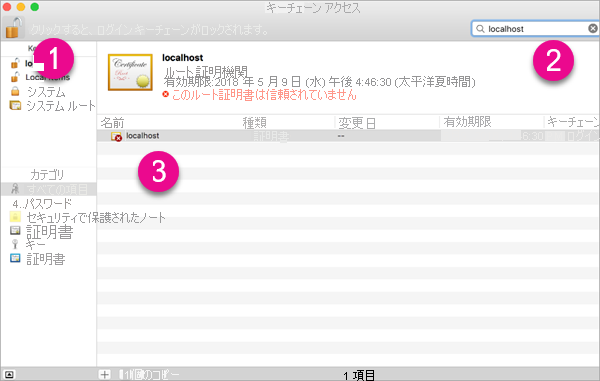 キーチェーン アクセス
クリックすると、ログイン キーチェーンがロックされます。
localhost
1
2
Local Items
システム
システム ルート
Certificate
localhost
ルート証明機関
有効期限:2018 年 5 月 9 日 (水) 午後 4:46:30 (太平洋夏時間)
このルート証明書は信頼されていません
名前 種類 変更日 有効期限 キーチェーン
localhost 証明書 -- 6:30 ログイン
3
カテゴリ
すべての項目
4..パスワード
セキュリティで保護されたノート
証明書
キー
証明書
のコピー
1 項目